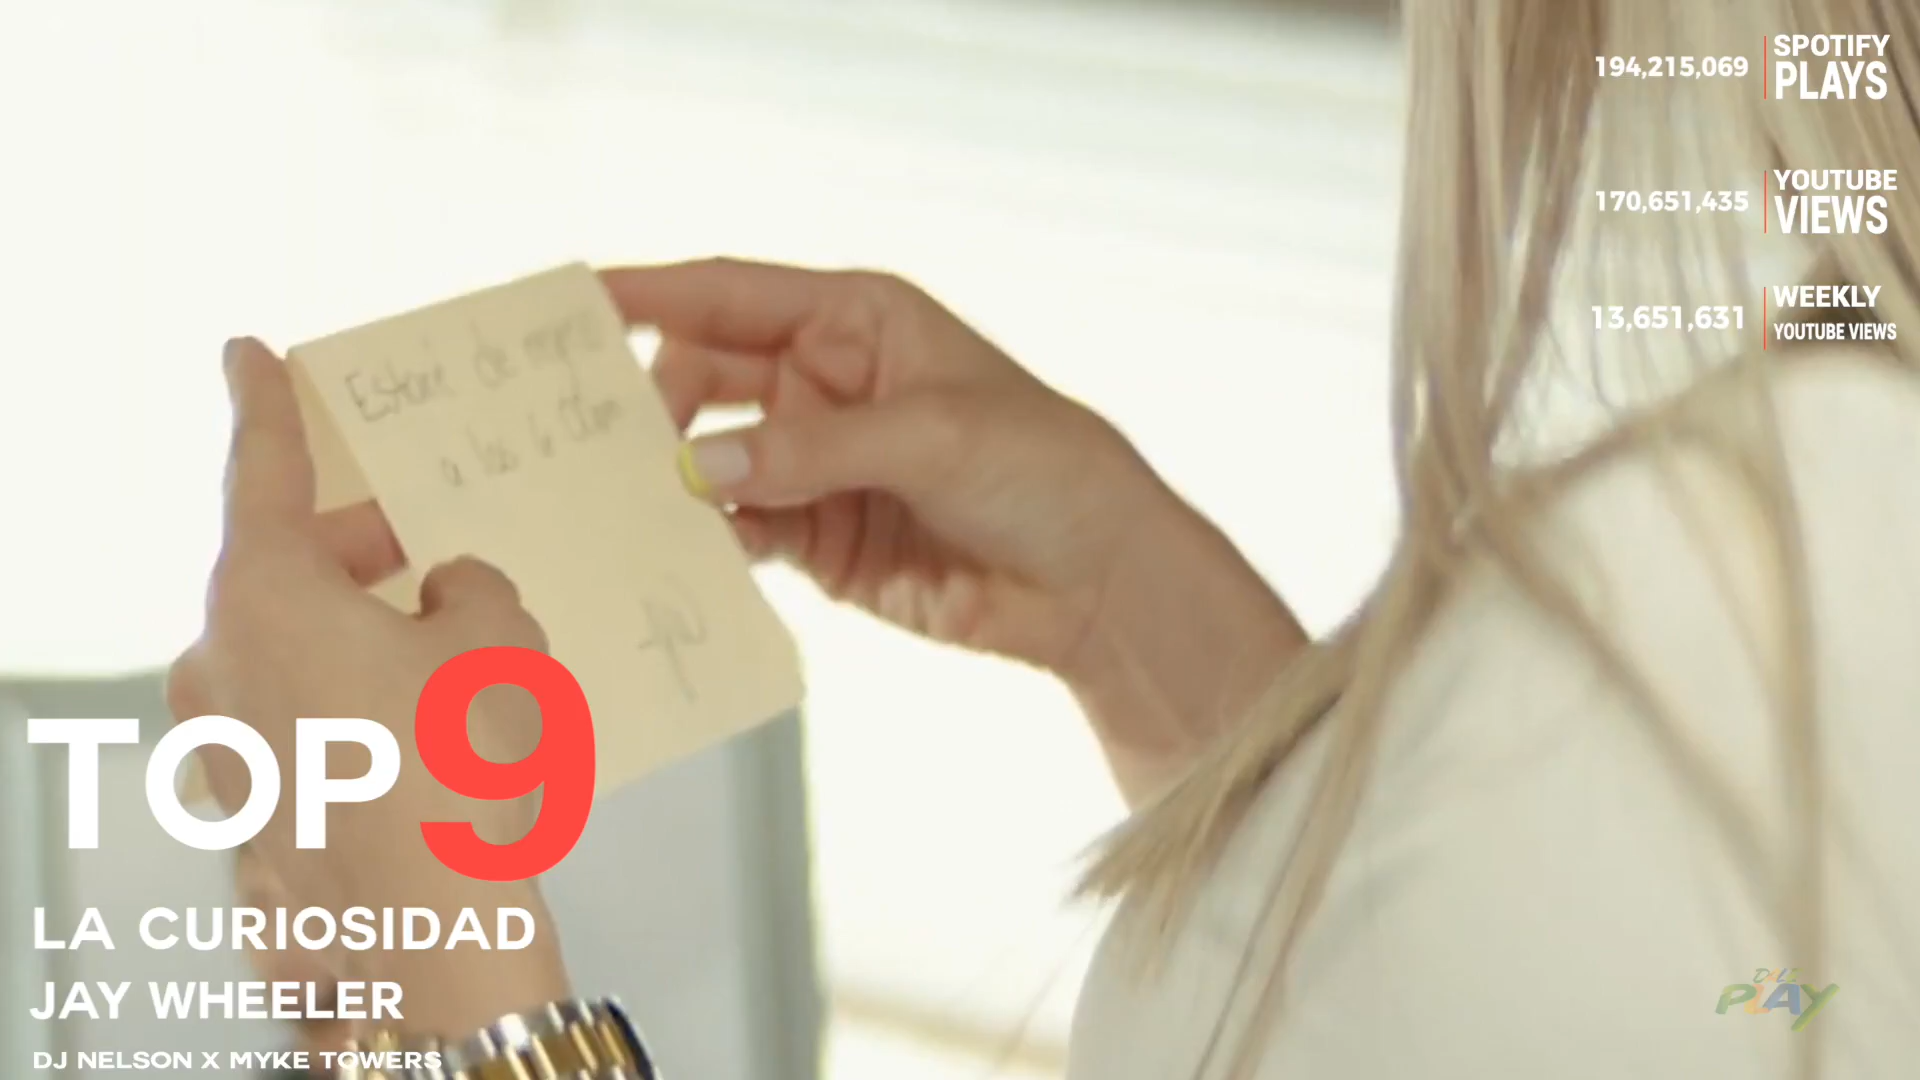 194,215,069
SPOTIFY
PLAYS
170,651,435
YOUTUBE
VIEWS
13,651,631
WEEKLY
YOUTUBE VIEWS
Estaré de regreso
a las 6
TOP9
LA CURIOSIDAD
JAY WHEELER
DJ NELSON X MYKE TOWERS
PLAY